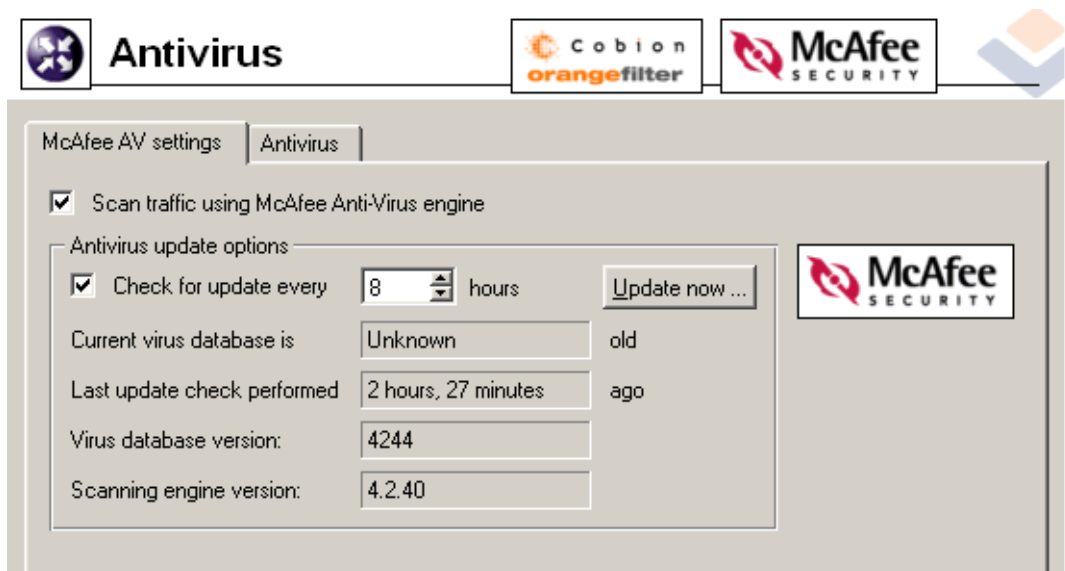 Antivirus
Cobion
orangefilter
McAfee
SECURITY
McAfee AV settings
Antivirus
Scan traffic using McAfee Anti-Virus engine
Antivirus update options
Check for update every 8 hours Update now ...
McAfee
SECURITY
Current virus database is Unknown old
Last update check performed 2 hours, 27 minutes ago
Virus database version: 4244
Scanning engine version: 4.2.40